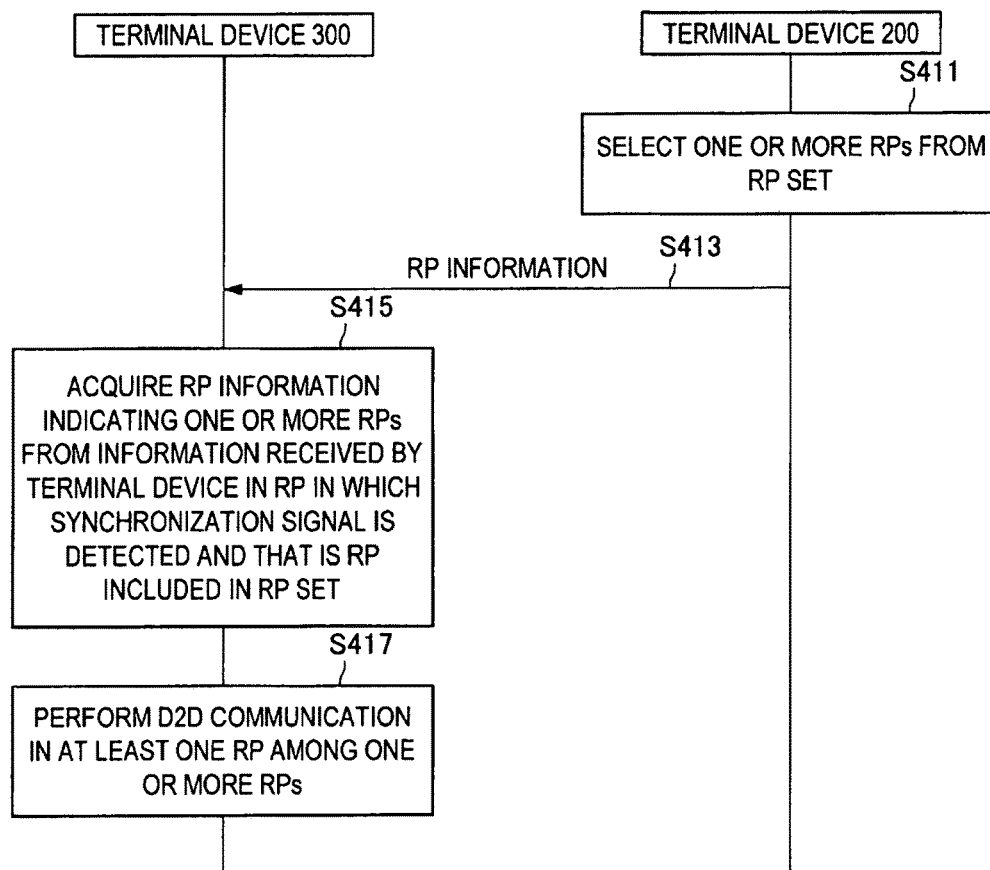 TERMINAL DEVICE 300
TERMINAL DEVICE 200
S411
SELECT ONE OR MORE RPs FROM
RP SET
S413
RP INFORMATION
S415
ACQUIRE RP INFORMATION
INDICATING ONE OR MORE RPs
FROM INFORMATION RECEIVED BY
TERMINAL DEVICE IN RP IN WHICH
SYNCHRONIZATION SIGNAL IS
DETECTED AND THAT IS RP
INCLUDED IN RP SET
S417
PERFORM D2D COMMUNICATION
IN AT LEAST ONE RP AMONG ONE
OR MORE RPs